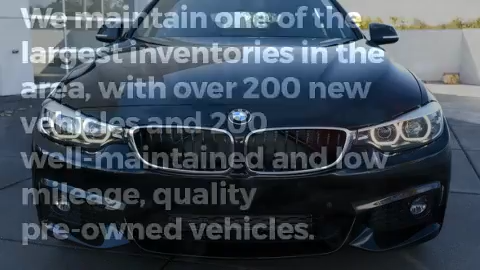 We maintain one of the
largest inventories in the
area, with over 200 new
vehicles and 200
well-maintained and low
mileage, quality
pre-owned vehicles.